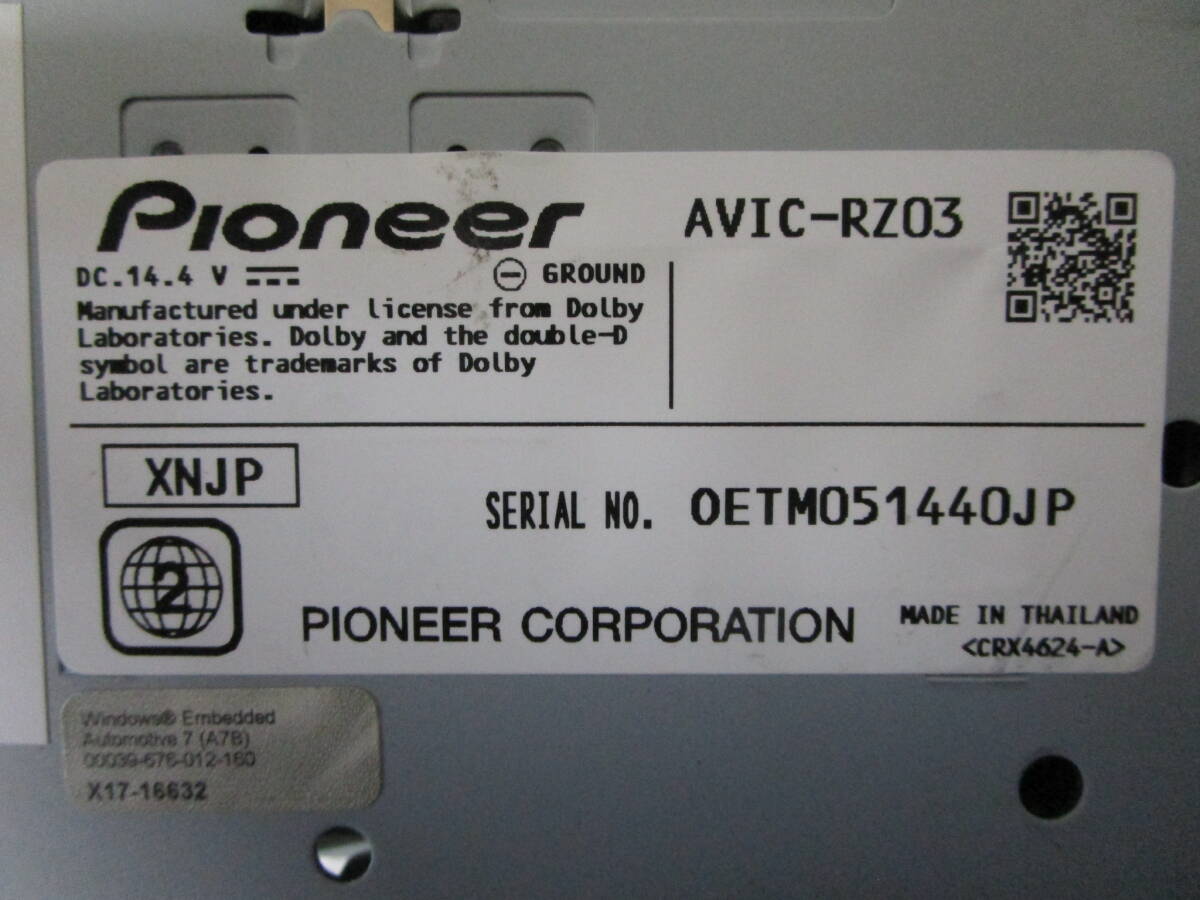 Pioneer
AVIC-RZ03
DC.14.4 V
GROUND
Manufactured under license from Dolby
Laboratories. Dolby and the double-D
symbol are trademarks of Dolby
Laboratories.
XNJP
SERIAL NO. OETM051440JP
2
PIONEER CORPORATION
MADE IN THAILAND
<CRX4624-A>
Windows® Embedded
Automotive 7 (A7B)
00039-676-012-160
X17-16632